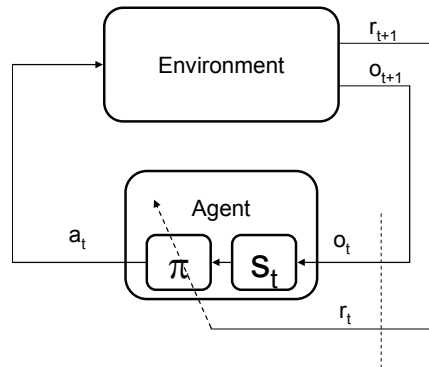 r_{t+1}
Environment
o_{t+1}
Agent
a_t
o_t
π
s_t
r_t